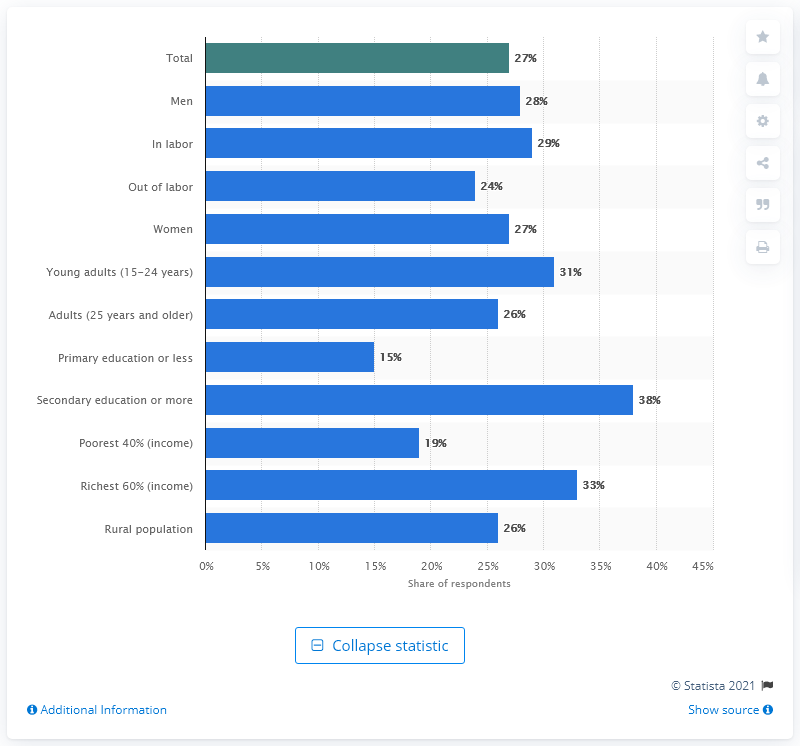 Total 27%
Men 28%
In labor 29%
Out of labor 24%
Women 27%
Young adults (15-24 years) 31%
Adults (25 years and older) 26%
Primary education or less 15%
Secondary education or more 38%
Poorest 40% (income) 19%
Richest 60% (income) 33%
Rural population 26%
0% 5% 10% 15% 20% 25% 30% 35% 40% 45%
Share of respondents
Collapse statistic
© Statista 2021
Additional Information Show source